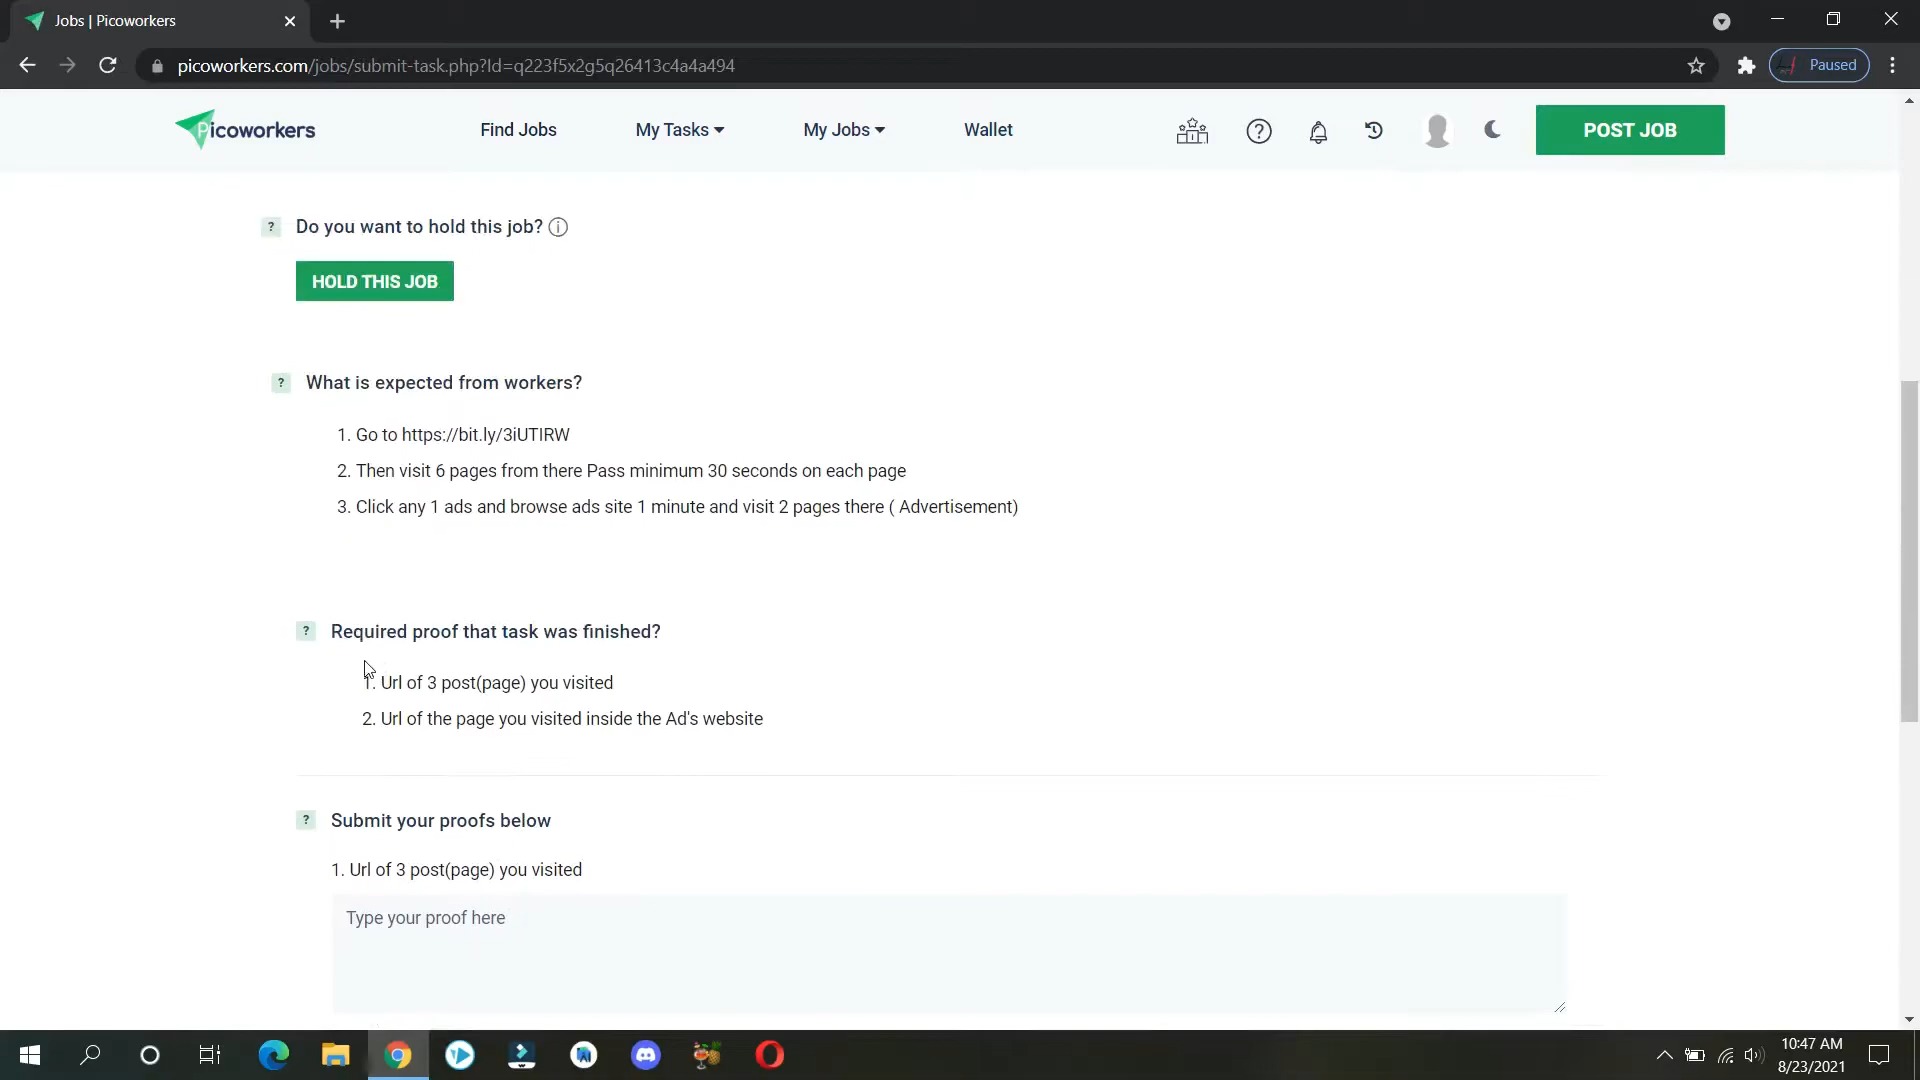 Jobs | Picoworkers
picoworkers.com/jobs/submit-task.php?Id=q223f5x2g5q26413c4a4a494
Paused
Picoworkers
Find Jobs
My Tasks
My Jobs
Wallet
POST JOB
? Do you want to hold this job? i
HOLD THIS JOB
? What is expected from workers?
1. Go to https://bit.ly/3iUTIRW
2. Then visit 6 pages from there Pass minimum 30 seconds on each page
3. Click any 1 ads and browse ads site 1 minute and visit 2 pages there ( Advertisement)
? Required proof that task was finished?
1. Url of 3 post(page) you visited
2. Url of the page you visited inside the Ad's website
? Submit your proofs below
1. Url of 3 post(page) you visited
Type your proof here
10:47 AM
8/23/2021